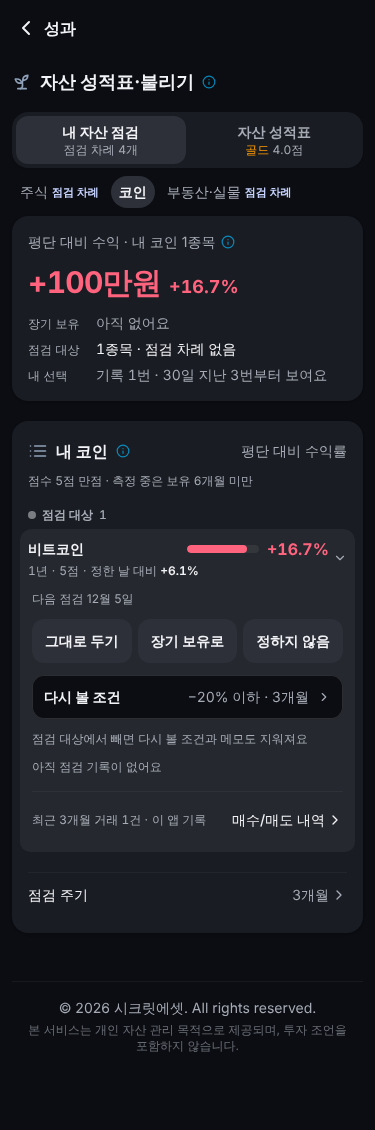 성과
자산 성적표·불리기
내 자산 점검
점검 차례 4개
자산 성적표
골드 4.0점
주식 점검 차례
코인
부동산·실물 점검 차례
평단 대비 수익 · 내 코인 1종목
+100만원 +16.7%
장기 보유 아직 없어요
점검 대상 1종목 · 점검 차례 없음
내 선택 기록 1번 · 30일 지난 3번부터 보여요
내 코인 평단 대비 수익률
점수 5점 만점 · 측정 중은 보유 6개월 미만
점검 대상 1
비트코인 +16.7%
1년 · 5점 · 정한 날 대비 +6.1%
다음 점검 12월 5일
그대로 두기
장기 보유로
정하지 않음
다시 볼 조건 −20% 이하 · 3개월
점검 대상에서 빼면 다시 볼 조건과 메모도 지워져요
아직 점검 기록이 없어요
최근 3개월 거래 1건 · 이 앱 기록 매수/매도 내역
점검 주기 3개월
© 2026 시크릿에셋. All rights reserved.
본 서비스는 개인 자산 관리 목적으로 제공되며, 투자 조언을
포함하지 않습니다.